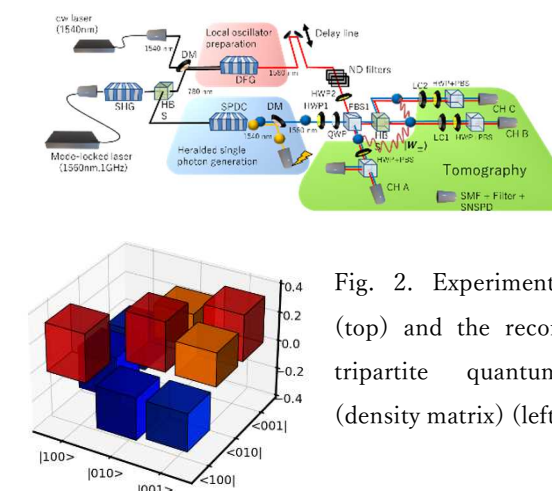 cw laser
(1540nm)
1540 nm
DM
Local oscillator
preparation
DFG
1580 nm
Delay line
ND filters
HWP2
SHG
HB
S
780 nm
SPDC
DM
1540 nm
1560 nm
HWP1
QWP
FBS1
HB
LC2
HWP+PBS
CH C
CH B
LC1
HWP+PBS
|W_)
HWP+PBS
CH A
Heralded single
photon generation
Mode-locked laser
(1560nm,1GHz)
Tomography
SMF + Filter +
SNSPD
0.4
0.2
0.0
-0.2
-0.4
<001|
<010|
<100|
|100>
|010>
|001>
Fig. 2. Experiment
(top) and the recor
tripartite quantum
(density matrix) (left